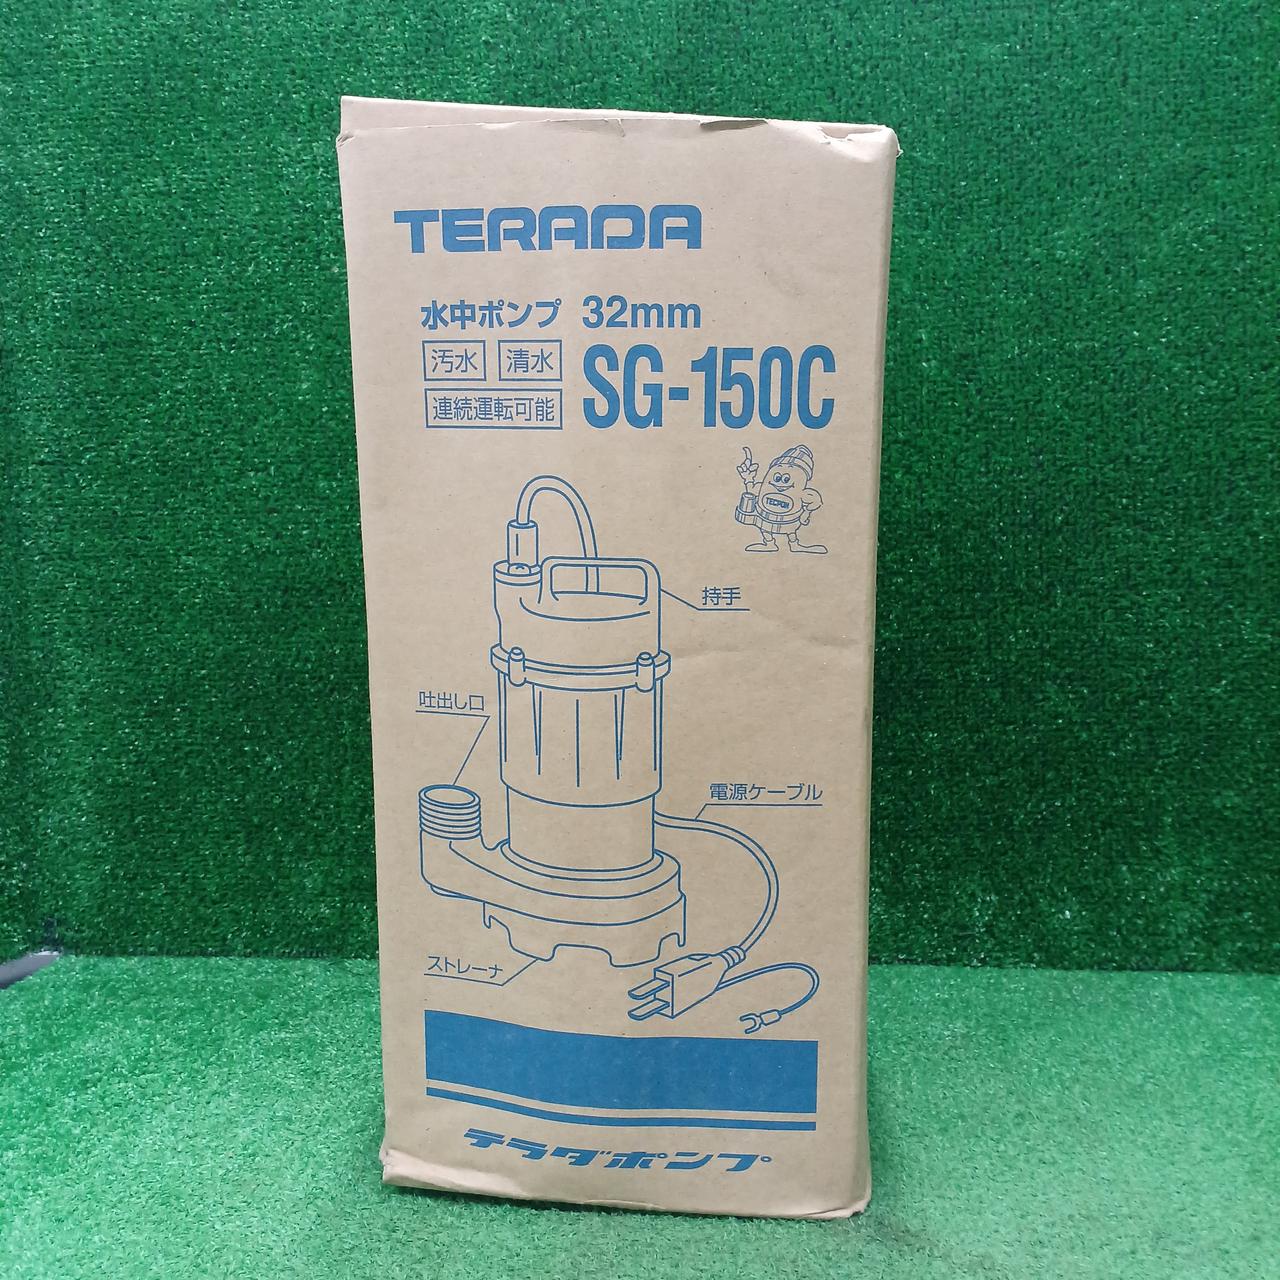 TERADA
水中ポンプ 32mm
汚水 清水
連続運転可能
SG-150C
TECPON
持手
吐出し口
電源ケーブル
ストレーナ
テラダポンプ